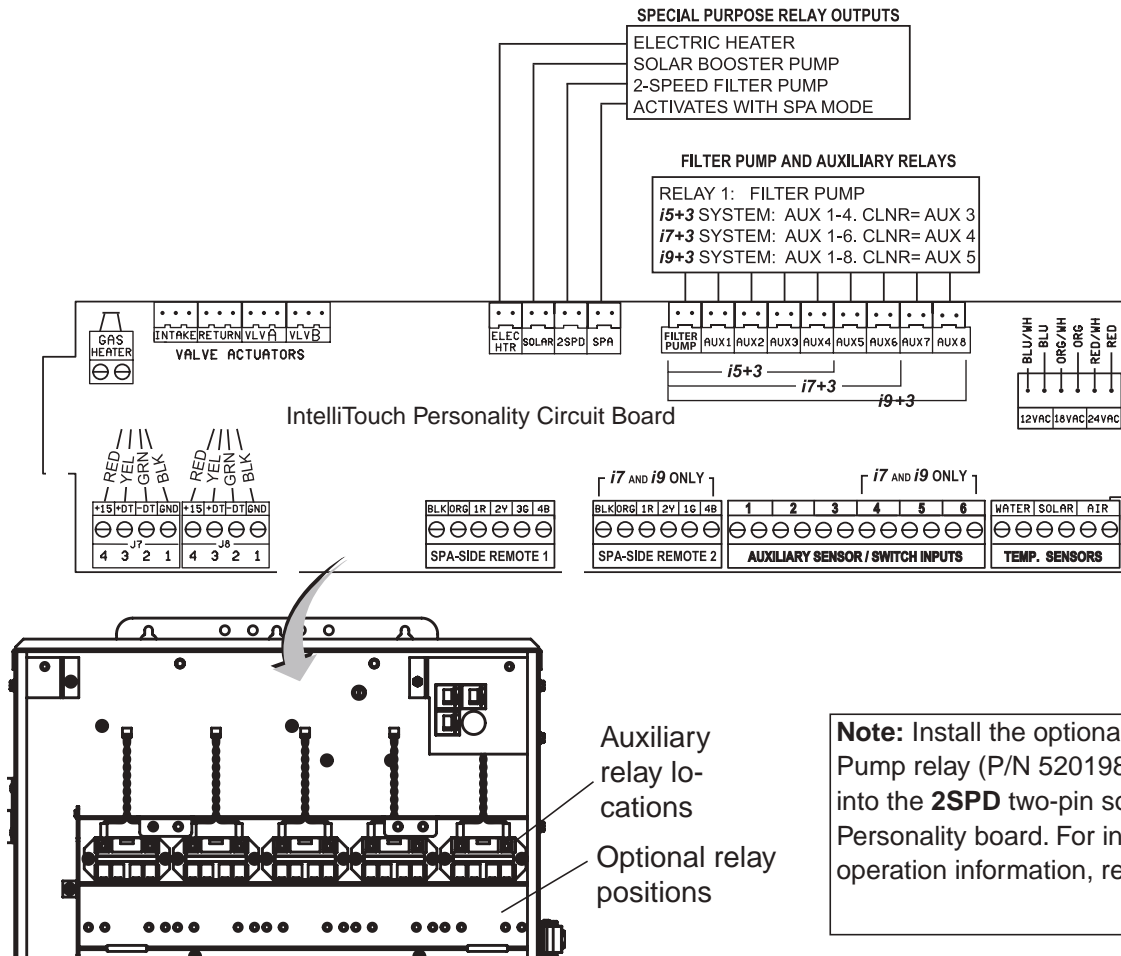 SPECIAL PURPOSE RELAY OUTPUTS
ELECTRIC HEATER
SOLAR BOOSTER PUMP
2-SPEED FILTER PUMP
ACTIVATES WITH SPA MODE
FILTER PUMP AND AUXILIARY RELAYS
RELAY 1: FILTER PUMP
i5+3 SYSTEM: AUX 1-4. CLNR= AUX 3
i7+3 SYSTEM: AUX 1-6. CLNR= AUX 4
i9+3 SYSTEM: AUX 1-8. CLNR= AUX 5
GAS HEATER
INTAKE RETURN VLVA VLVB
VALVE ACTUATORS
ELEC HTR SOLAR 2SPD SPA
FILTER PUMP AUX1 AUX2 AUX3 AUX4 AUX5 AUX6 AUX7 AUX8
i5+3
i7+3
i9+3
BLU/WH BLU ORG/WH ORG RED/WH RED
12VAC 18VAC 24VAC
IntelliTouch Personality Circuit Board
RED YEL GRN BLK RED YEL GRN BLK
+15 +DT -DT GND +15 +DT -DT GND
J7 J8
4 3 2 1 4 3 2 1
BLK ORG 1R 2Y 3G 4B
SPA-SIDE REMOTE 1
i7 AND i9 ONLY
BLK ORG 1R 2Y 1G 4B
SPA-SIDE REMOTE 2
i7 AND i9 ONLY
1 2 3 4 5 6
AUXILIARY SENSOR / SWITCH INPUTS
WATER SOLAR AIR
TEMP. SENSORS
Auxiliary
relay lo-
cations
Optional relay
positions
Note: Install the optional
Pump relay (P/N 520198
into the 2SPD two-pin so
Personality board. For in
operation information, re